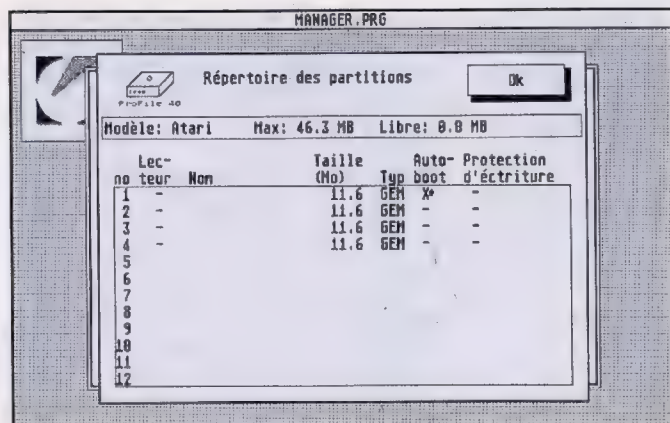 MANAGER.PRG
Répertoire des partitions
Ok
ProFile 40
Modèle: Atari Max: 46.3 MB Libre: 0.0 MB
Lec- Taille Auto- Protection
no teur Nom (Mo) Typ boot d'éctriture
1 - 11.6 GEM X* -
2 - 11.6 GEM - -
3 - 11.6 GEM - -
4 - 11.6 GEM - -
5
6
7
8
9
10
11
12